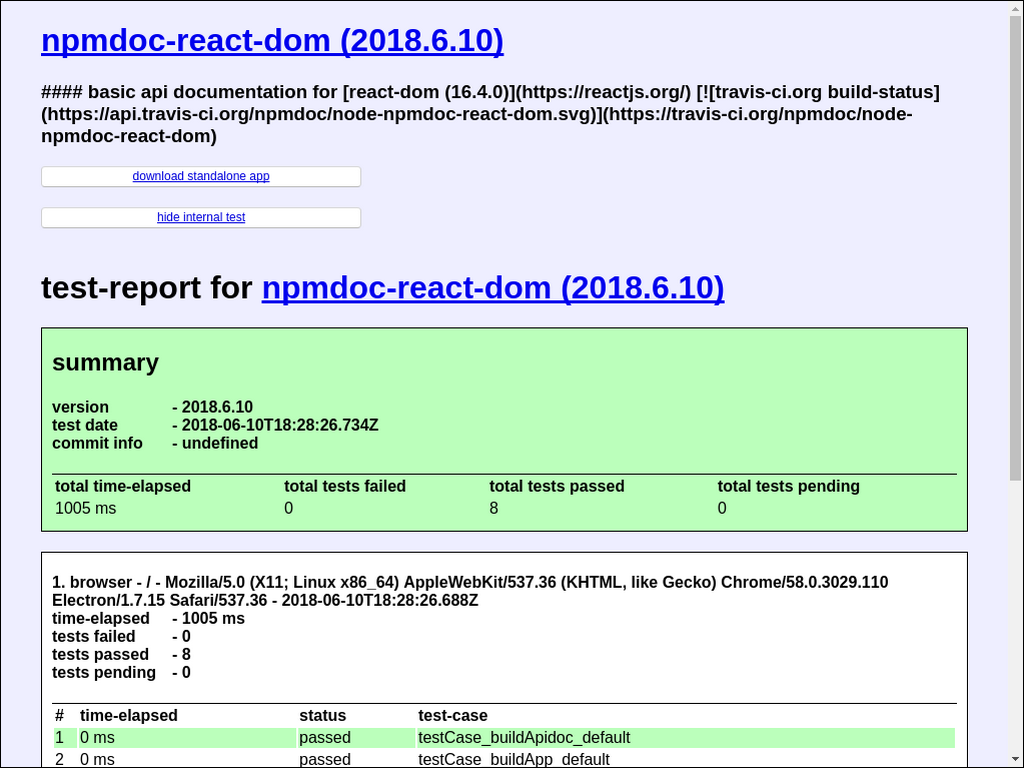 npmdoc-react-dom (2018.6.10)
#### basic api documentation for [react-dom (16.4.0)](https://reactjs.org/) [![travis-ci.org build-status]
(https://api.travis-ci.org/npmdoc/node-npmdoc-react-dom.svg)](https://travis-ci.org/npmdoc/node-
npmdoc-react-dom)
download standalone app
hide internal test
test-report for npmdoc-react-dom (2018.6.10)
summary
version - 2018.6.10
test date - 2018-06-10T18:28:26.734Z
commit info - undefined
total time-elapsed total tests failed total tests passed total tests pending
1005 ms 0 8 0
1. browser - / - Mozilla/5.0 (X11; Linux x86_64) AppleWebKit/537.36 (KHTML, like Gecko) Chrome/58.0.3029.110
Electron/1.7.15 Safari/537.36 - 2018-06-10T18:28:26.688Z
time-elapsed - 1005 ms
tests failed - 0
tests passed - 8
tests pending - 0
# time-elapsed status test-case
1 0 ms passed testCase_buildApidoc_default
2 0 ms passed testCase_buildApp_default